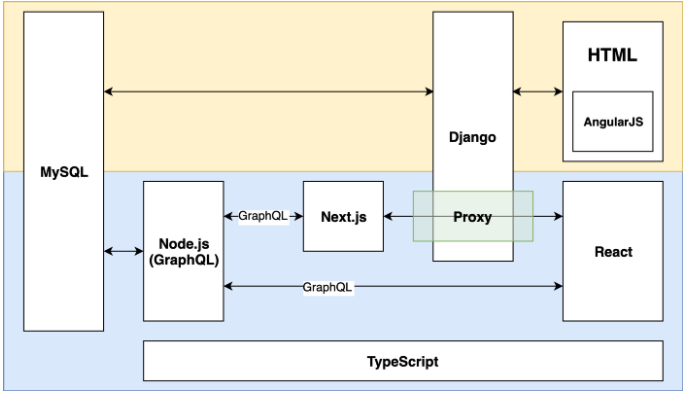 HTML
AngularJS
Django
MySQL
GraphQL
Next.js
Proxy
Node.js
(GraphQL)
React
GraphQL
TypeScript